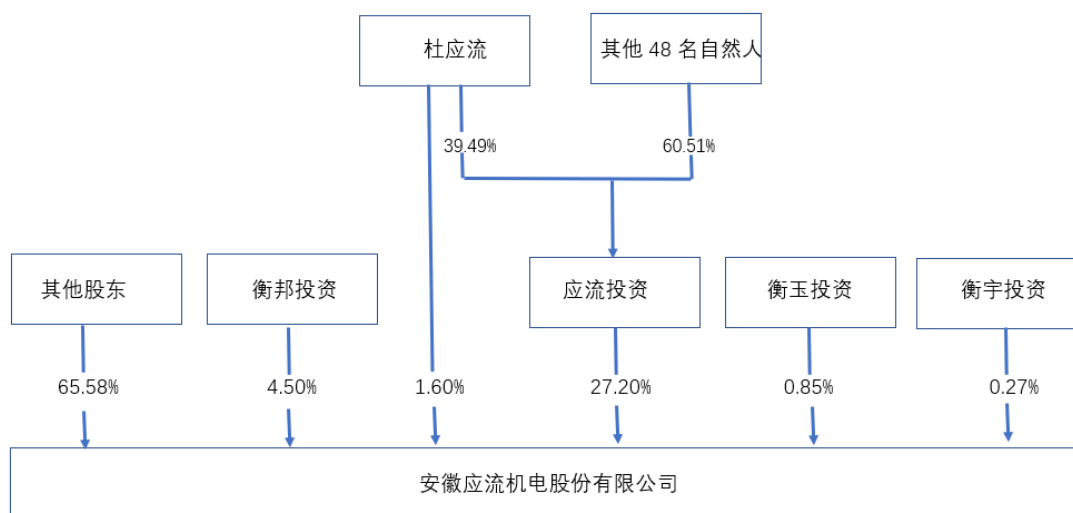 杜应流
其他 48 名自然人
39.49%
60.51%
其他股东
衡邦投资
应流投资
衡玉投资
衡宇投资
65.58%
4.50%
1.60%
27.20%
0.85%
0.27%
安徽应流机电股份有限公司